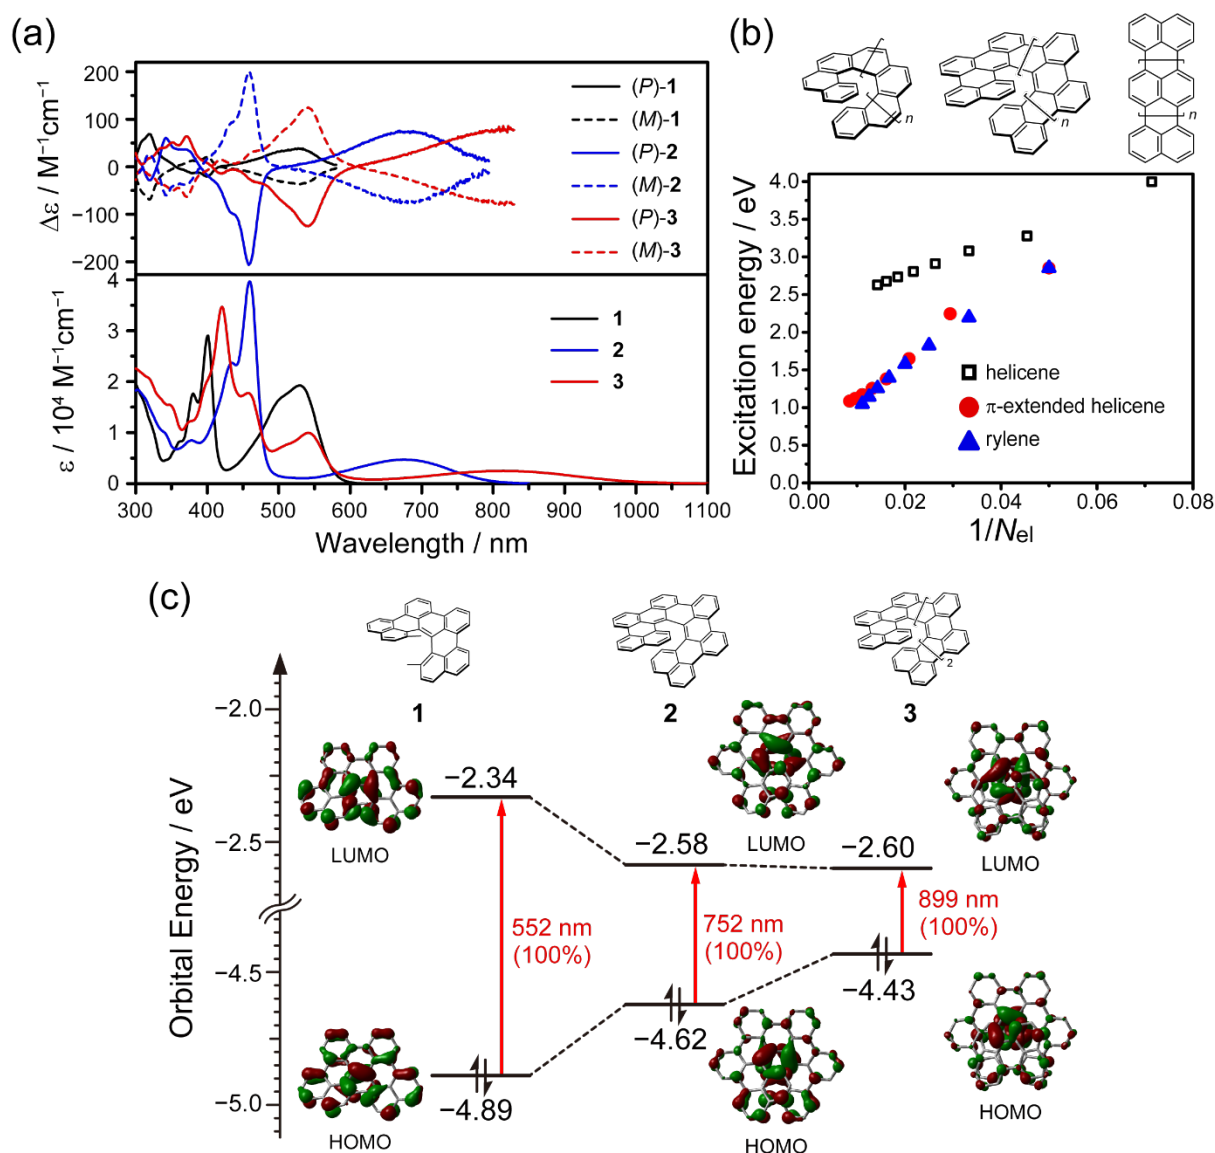 (a)
200
100
0
−100
−200
Δε / M⁻¹cm⁻¹
(P)-1
(M)-1
(P)-2
(M)-2
(P)-3
(M)-3
4
3
2
1
0
ε / 10⁴ M⁻¹cm⁻¹
1
2
3
300 400 500 600 700 800 900 1000 1100
Wavelength / nm
(b)
n
n
n
4.0
3.5
3.0
2.5
2.0
1.5
1.0
0.5
0.0
Excitation energy / eV
helicene
π-extended helicene
rylene
0.00 0.02 0.04 0.06 0.08
1/Nel
(c)
2
1 2 3
−2.0
−2.5
−4.5
−5.0
Orbital Energy / eV
−2.34
LUMO
552 nm
(100%)
−4.89
HOMO
LUMO
−2.58
752 nm
(100%)
−4.62
HOMO
LUMO
−2.60
899 nm
(100%)
−4.43
HOMO